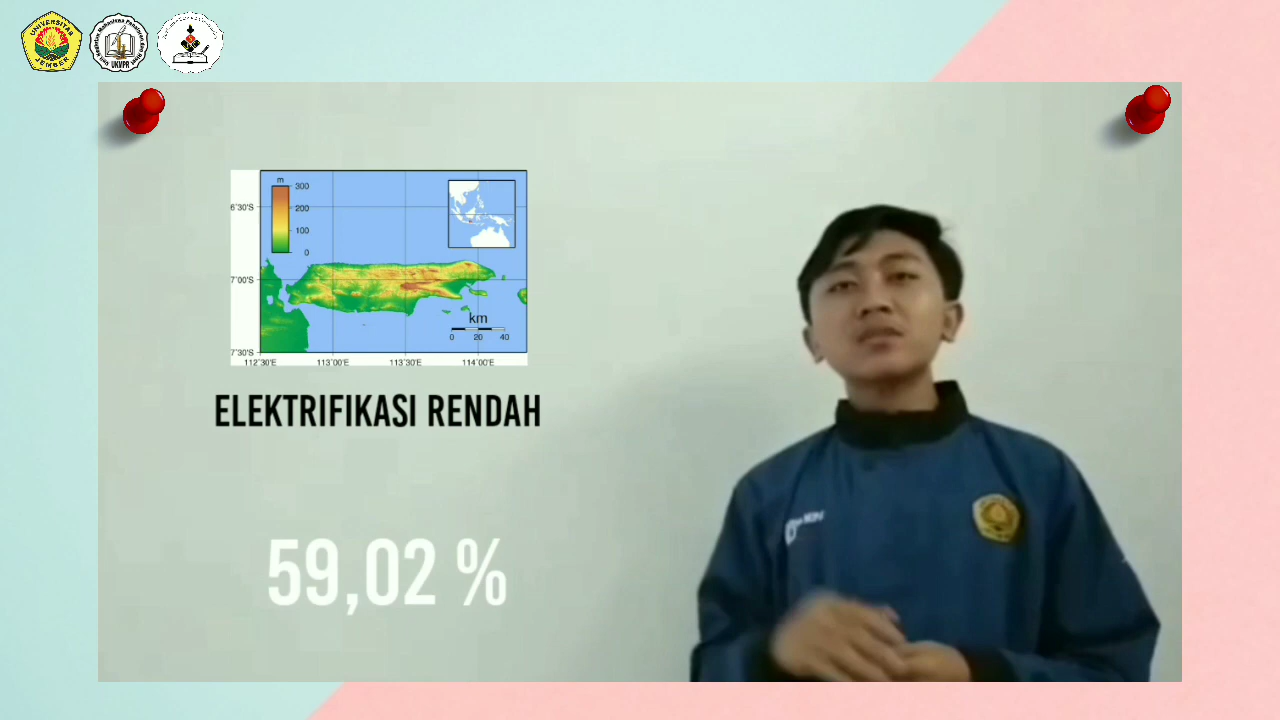 UNIVERSITAS
JEMBER
UKMPR
m
300
200
100
0
6°30'S
7°00'S
7°30'S
km
0 20 40
112°30'E 113°00'E 113°30'E 114°00'E
ELEKTRIFIKASI RENDAH
59,02 %